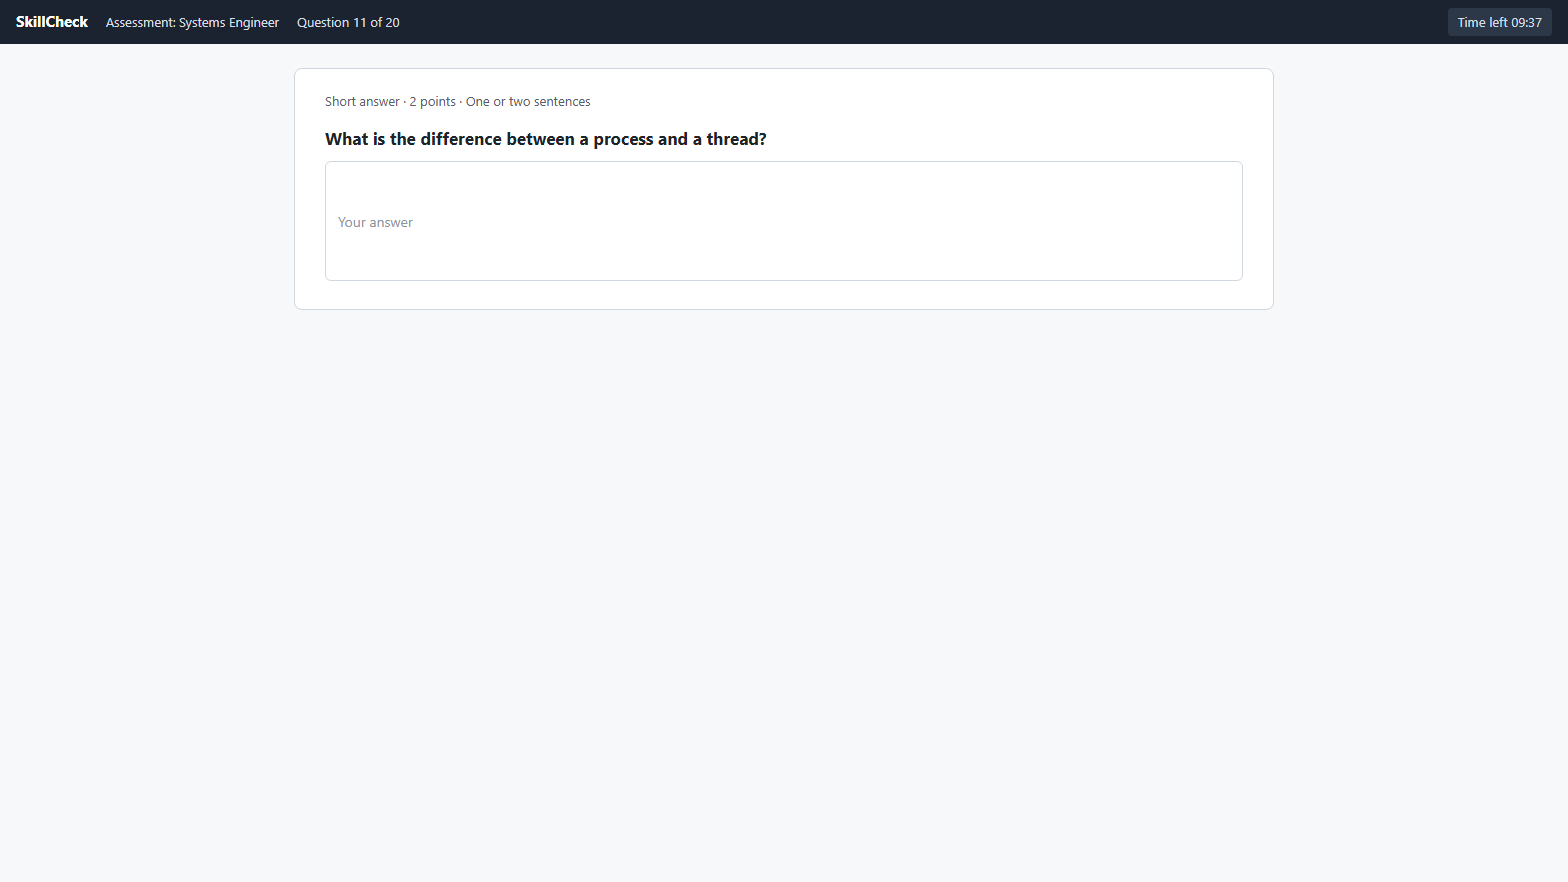 SkillCheck Assessment: Systems Engineer Question 11 of 20 Time left 09:37
Short answer · 2 points · One or two sentences
What is the difference between a process and a thread?
Your answer